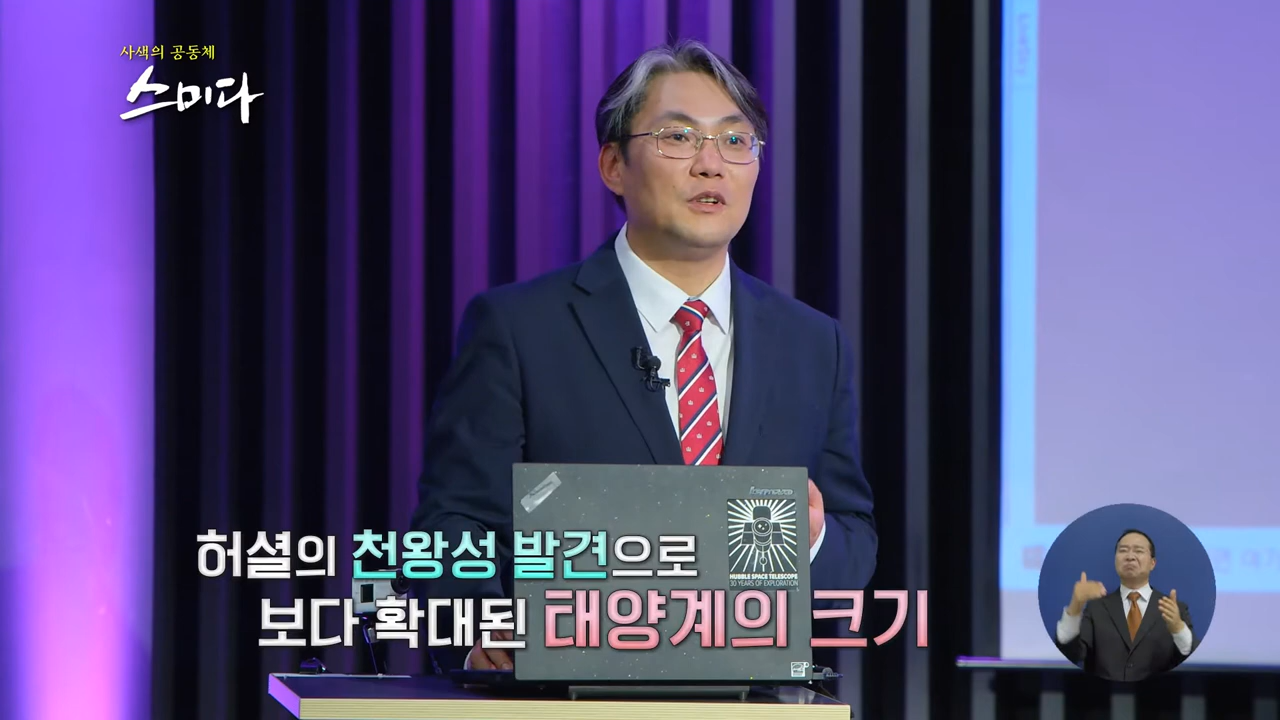 사색의 공동체
스미다
허셜의 천왕성 발견으로
보다 확대된 태양계의 크기
HUBBLE SPACE TELESCOPE
30 YEARS OF EXPLORATION